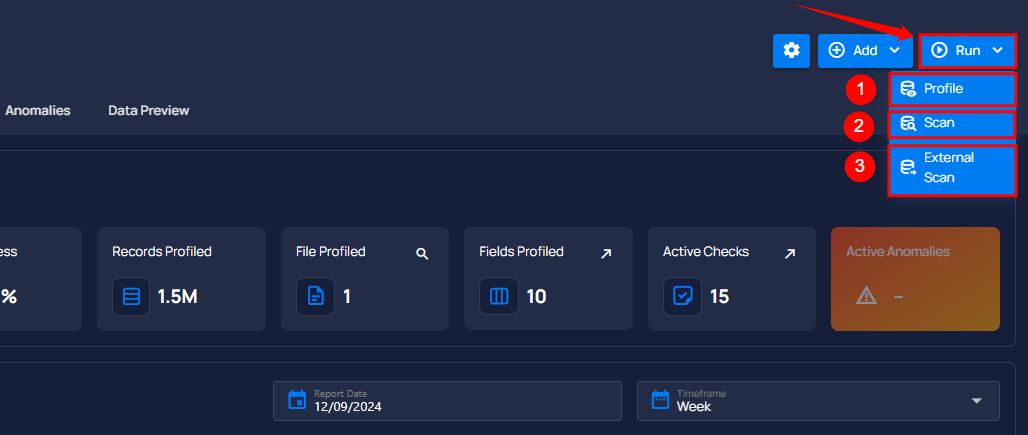 Add
Run
1
Profile
2
Scan
3
External
Scan
Anomalies
Data Preview
ess
%
Records Profiled
1.5M
File Profiled
1
Fields Profiled
10
Active Checks
15
Active Anomalies
–
Report Date
12/09/2024
Timeframe
Week